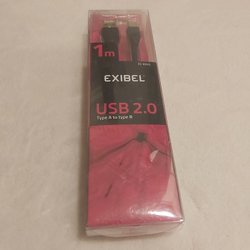 1m
EXIBEL
USB 2.0
Type A to type B